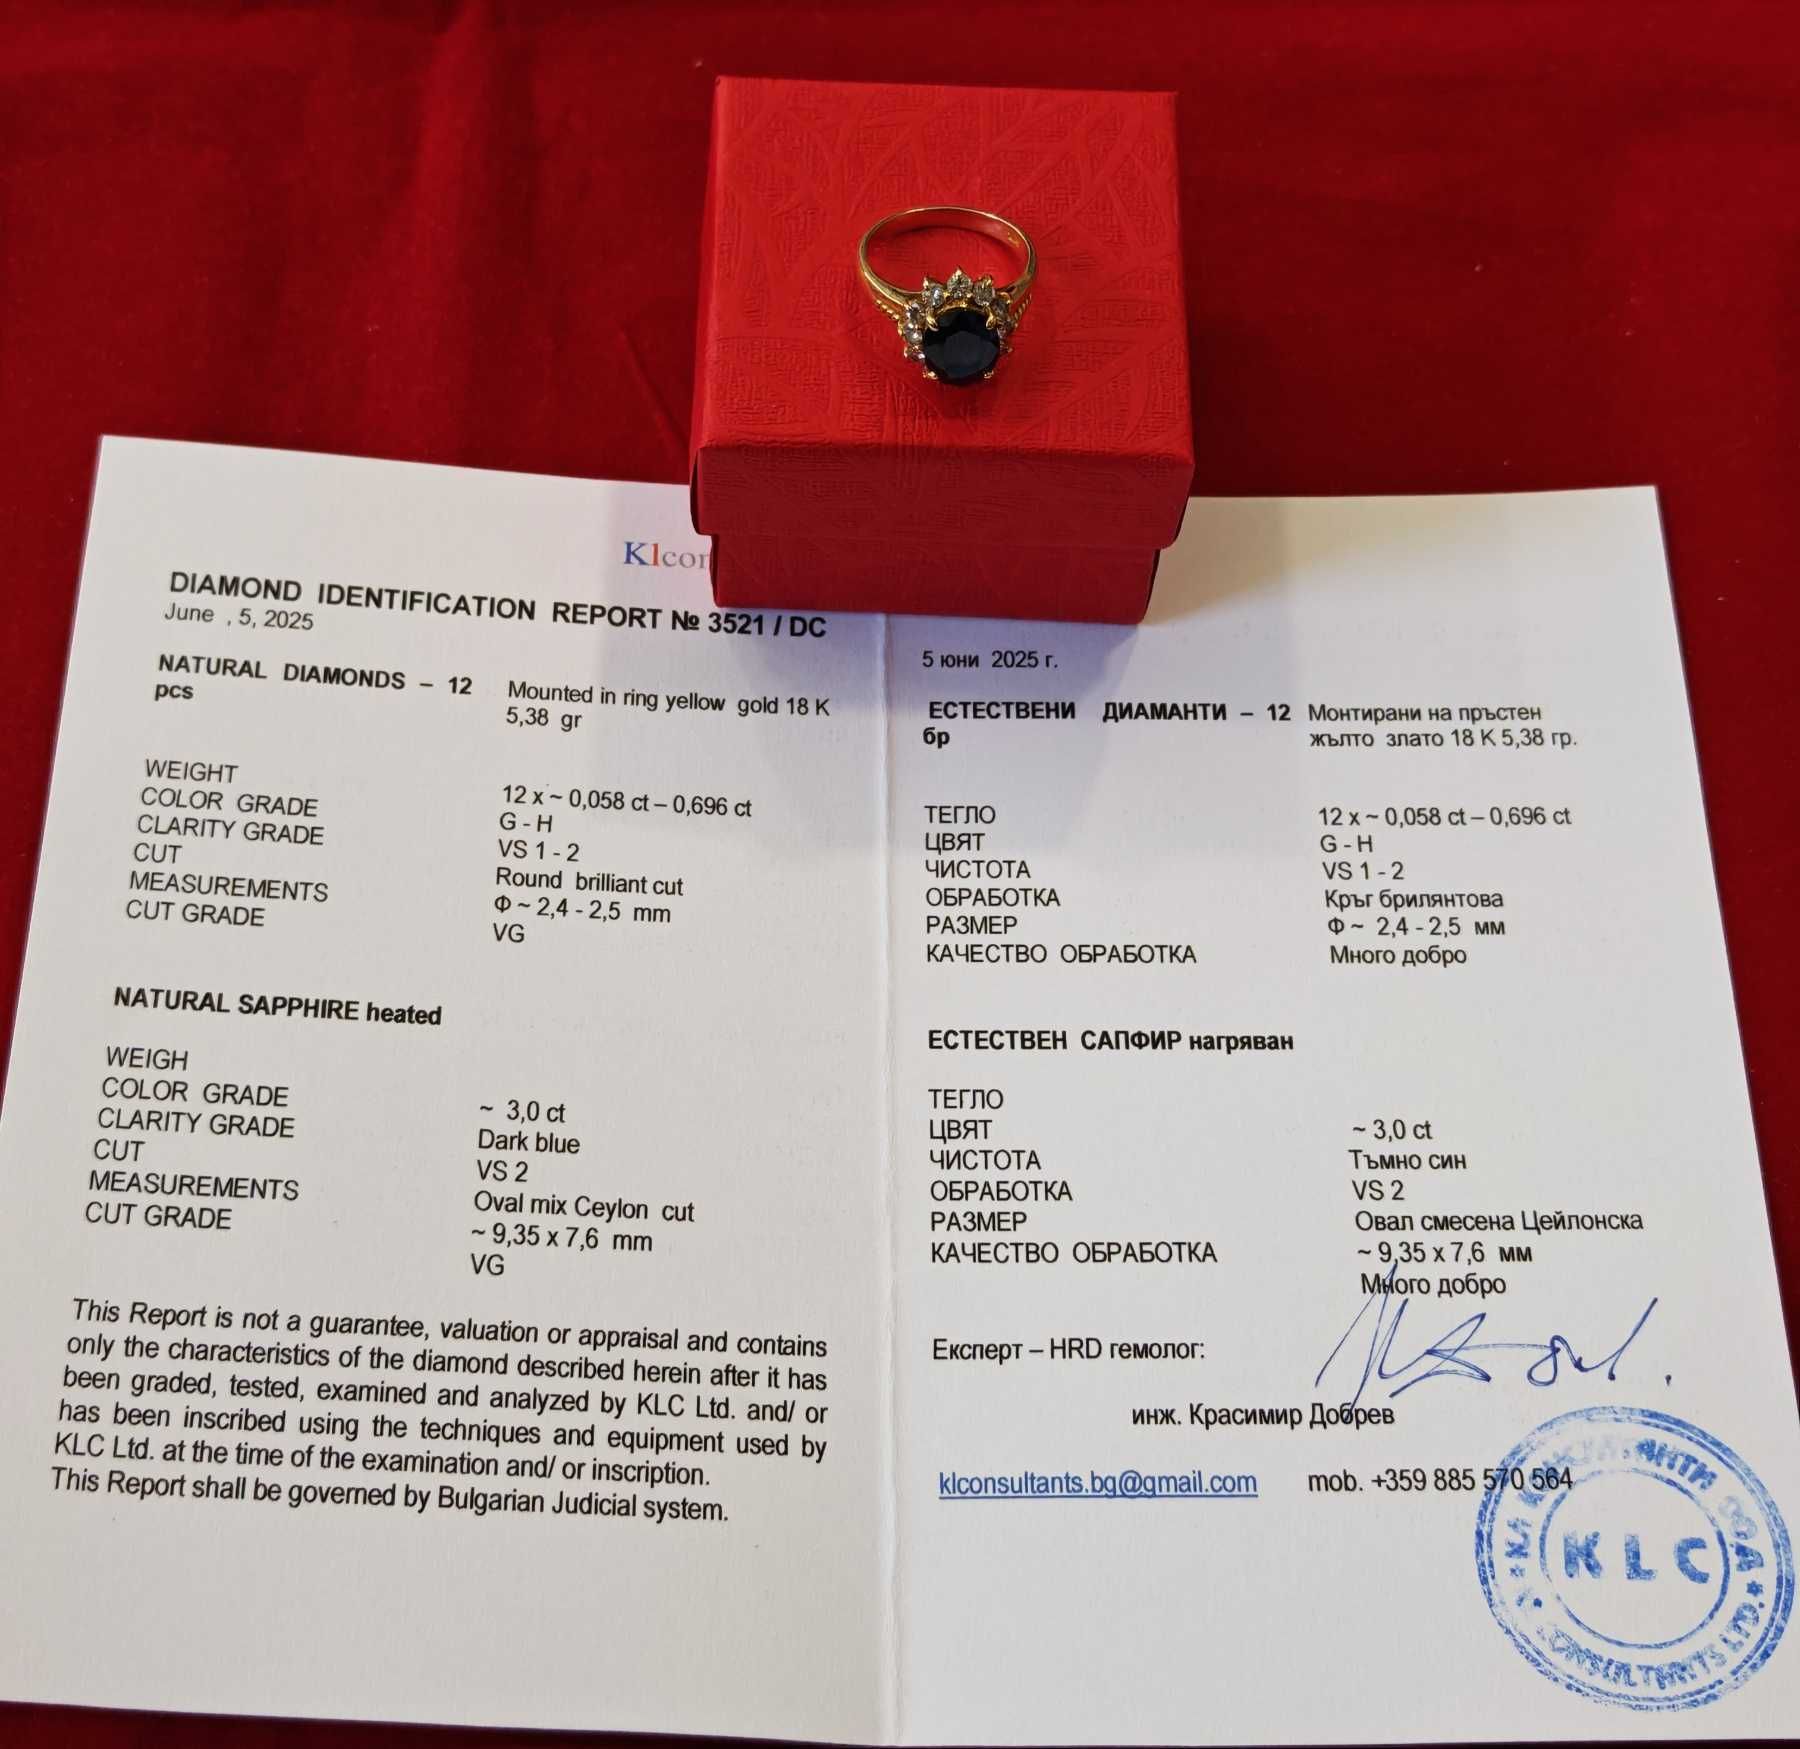 Klcon
DIAMOND IDENTIFICATION REPORT № 3521 / DC
June , 5, 2025
NATURAL DIAMONDS – 12 pcs
Mounted in ring yellow gold 18 K
5,38 gr
WEIGHT
COLOR GRADE
CLARITY GRADE
CUT
MEASUREMENTS
CUT GRADE
12 x ~ 0,058 ct – 0,696 ct
G - H
VS 1 - 2
Round brilliant cut
Φ ~ 2,4 - 2,5 mm
VG
NATURAL SAPPHIRE heated
WEIGH
COLOR GRADE
CLARITY GRADE
CUT
MEASUREMENTS
CUT GRADE
~ 3,0 ct
Dark blue
VS 2
Oval mix Ceylon cut
~ 9,35 x 7,6 mm
VG
This Report is not a guarantee, valuation or appraisal and contains
only the characteristics of the diamond described herein after it has
been graded, tested, examined and analyzed by KLC Ltd. and/ or
has been inscribed using the techniques and equipment used by
KLC Ltd. at the time of the examination and/ or inscription.
This Report shall be governed by Bulgarian Judicial system.
5 юни 2025 г.
ЕСТЕСТВЕНИ ДИАМАНТИ – 12
бр
Монтирани на пръстен
жълто злато 18 K 5,38 гр.
ТЕГЛО
ЦВЯТ
ЧИСТОТА
ОБРАБОТКА
РАЗМЕР
КАЧЕСТВО ОБРАБОТКА
12 x ~ 0,058 ct – 0,696 ct
G - H
VS 1 - 2
Кръг брилянтова
Φ ~ 2,4 - 2,5 мм
Много добро
ЕСТЕСТВЕН САПФИР нагряван
ТЕГЛО
ЦВЯТ
ЧИСТОТА
ОБРАБОТКА
РАЗМЕР
КАЧЕСТВО ОБРАБОТКА
~ 3,0 ct
Тъмно син
VS 2
Овал смесена Цейлонска
~ 9,35 x 7,6 мм
Много добро
Експерт – HRD гемолог:
инж. Красимир Добрев
klconsultants.bg@gmail.com mob. +359 885 570 564
KLC
CONSULTANTS LTD.